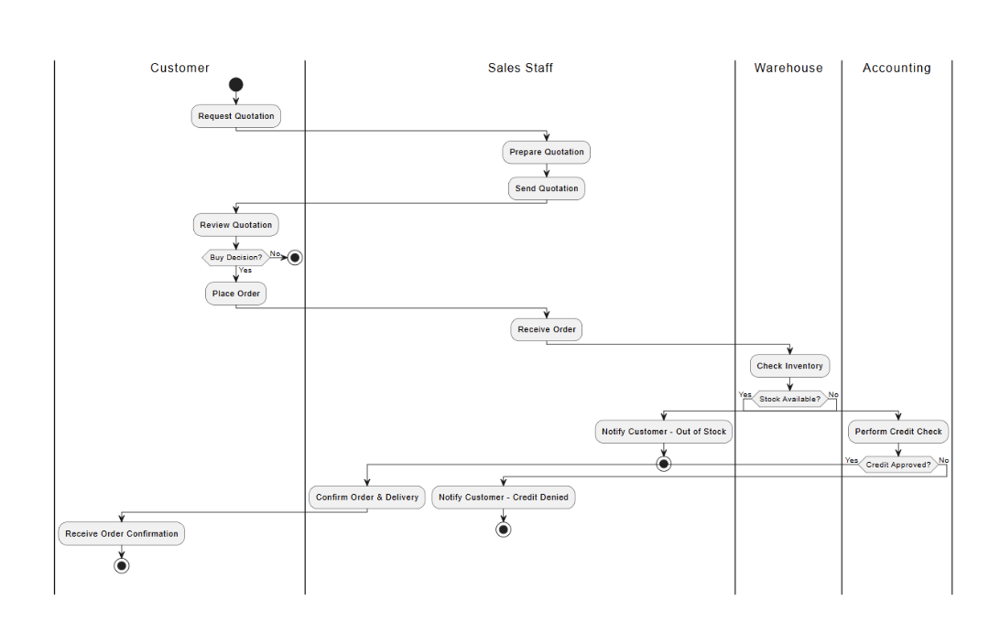 Customer
Sales Staff
Warehouse
Accounting
Request Quotation
Prepare Quotation
Send Quotation
Review Quotation
Buy Decision?
No
Yes
Place Order
Receive Order
Check Inventory
Yes
Stock Available?
No
Notify Customer - Out of Stock
Perform Credit Check
Yes
Credit Approved?
No
Confirm Order & Delivery
Notify Customer - Credit Denied
Receive Order Confirmation